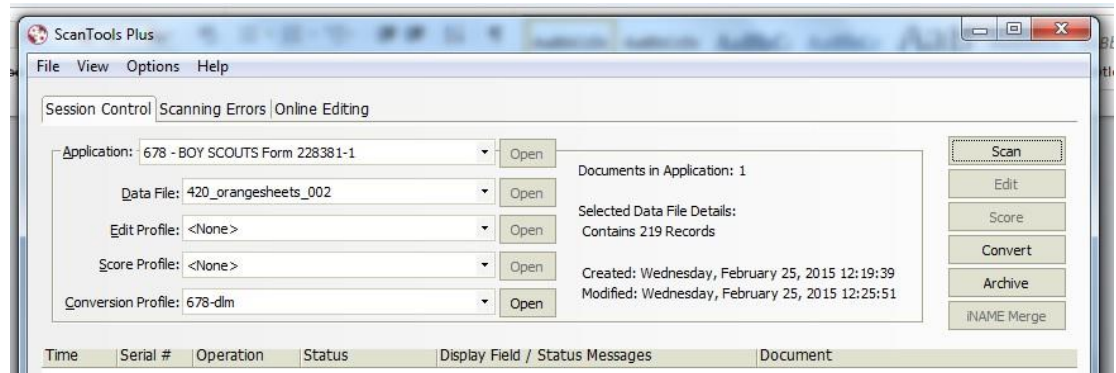 ScanTools Plus
File View Options Help
Session Control Scanning Errors Online Editing
Application: 678 - BOY SCOUTS Form 228381-1 Open
Data File: 420_orangesheets_002 Open
Edit Profile: <None> Open
Score Profile: <None> Open
Conversion Profile: 678-dlm Open
Documents in Application: 1
Selected Data File Details:
Contains 219 Records
Created: Wednesday, February 25, 2015 12:19:39
Modified: Wednesday, February 25, 2015 12:25:51
Scan
Edit
Score
Convert
Archive
iNAME Merge
Time Serial # Operation Status Display Field / Status Messages Document